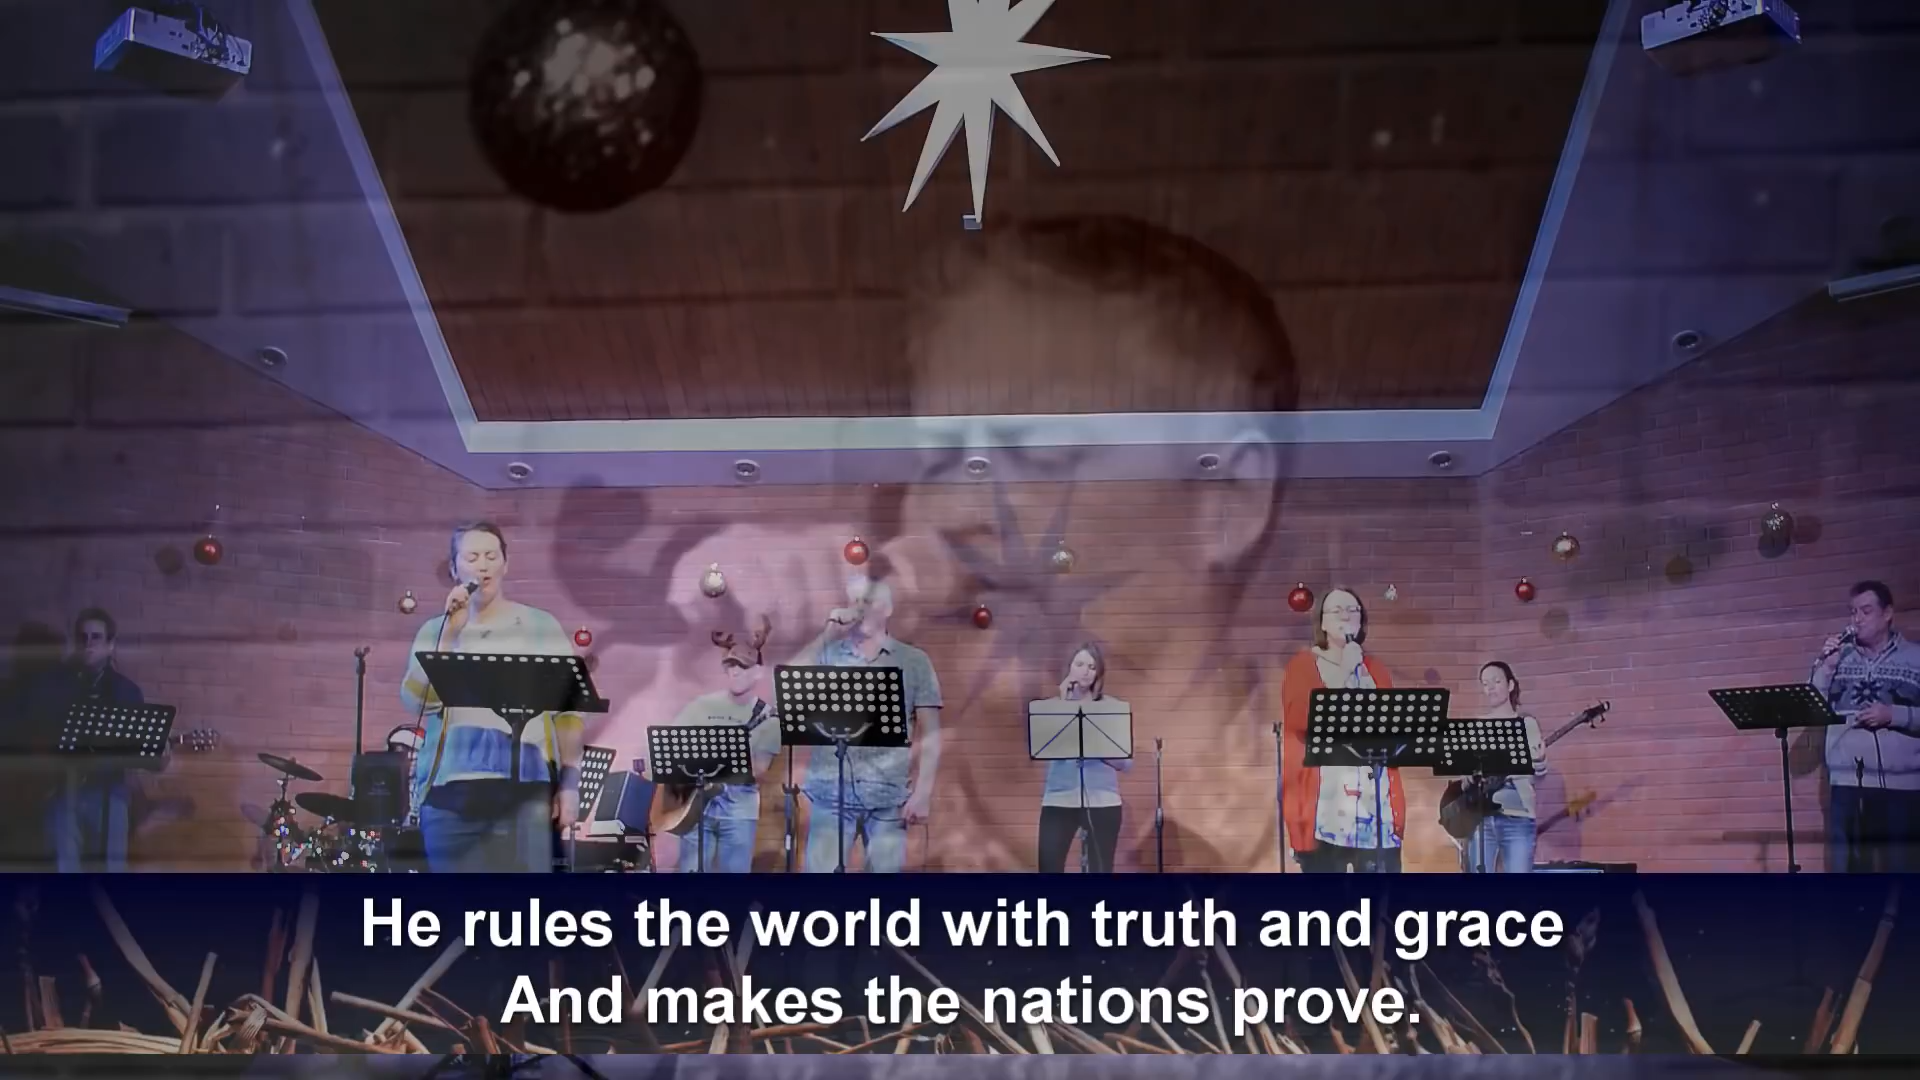 He rules the world with truth and grace
And makes the nations prove.